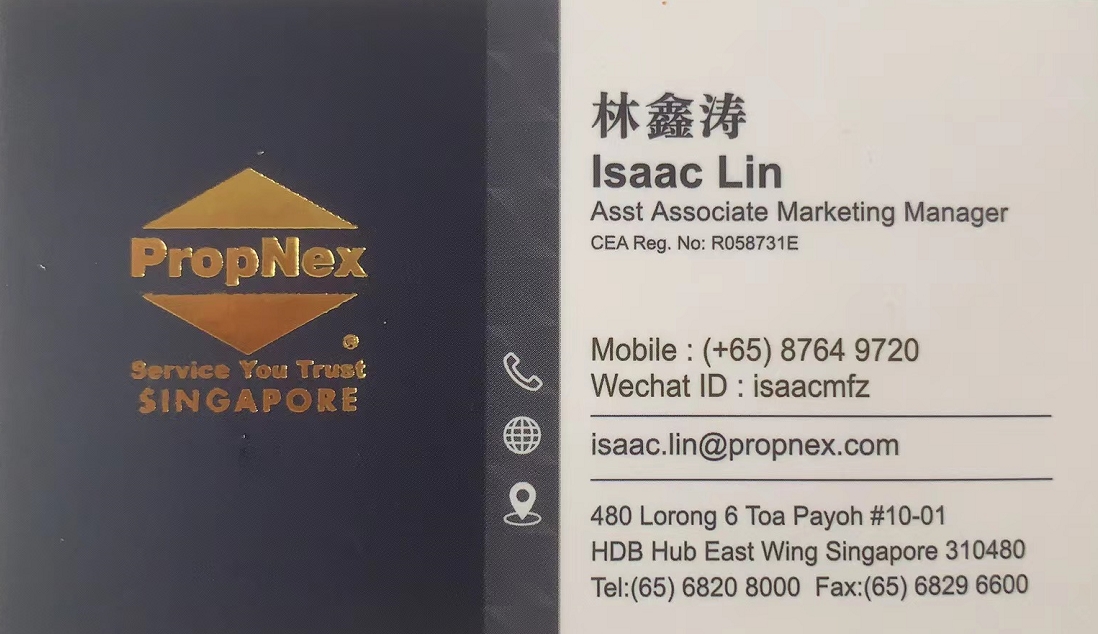 PropNex
®
Service You Trust
SINGAPORE
林鑫涛
Isaac Lin
Asst Associate Marketing Manager
CEA Reg. No: R058731E
Mobile : (+65) 8764 9720
Wechat ID : isaacmfz
isaac.lin@propnex.com
480 Lorong 6 Toa Payoh #10-01
HDB Hub East Wing Singapore 310480
Tel:(65) 6820 8000 Fax:(65) 6829 6600